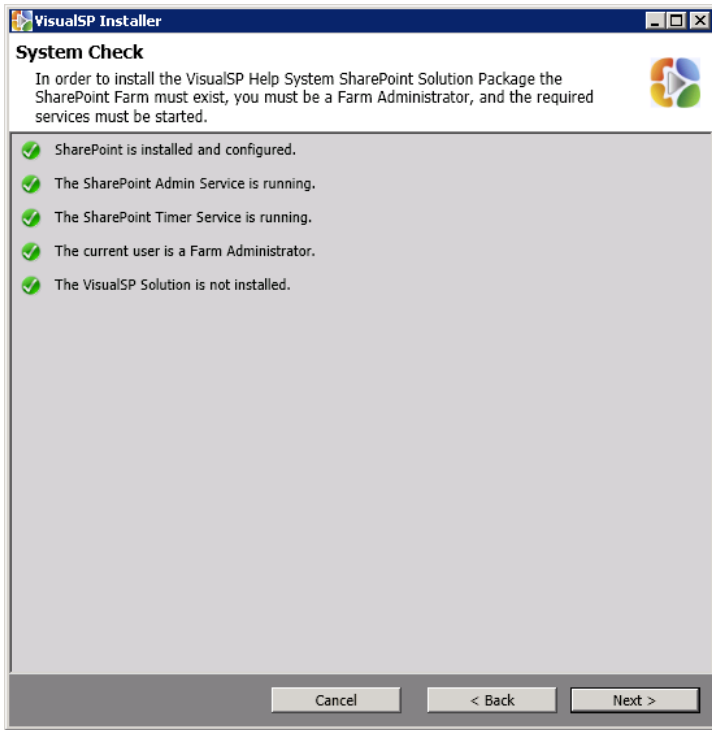 VisualSP Installer
System Check
In order to install the VisualSP Help System SharePoint Solution Package the
SharePoint Farm must exist, you must be a Farm Administrator, and the required
services must be started.
SharePoint is installed and configured.
The SharePoint Admin Service is running.
The SharePoint Timer Service is running.
The current user is a Farm Administrator.
The VisualSP Solution is not installed.
Cancel < Back Next >